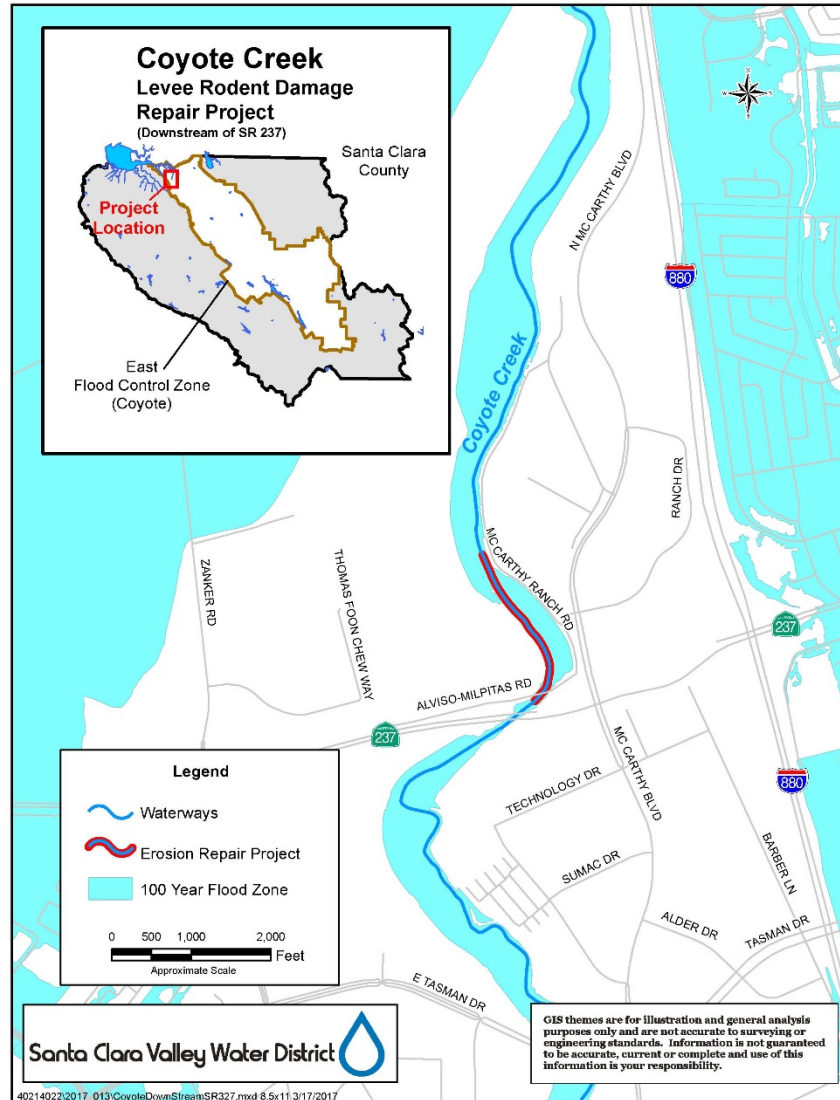 Coyote Creek
Levee Rodent Damage
Repair Project
(Downstream of SR 237)
Santa Clara
County
Project
Location
East
Flood Control Zone
(Coyote)
N MC CARTHY BLVD
880
Coyote Creek
RANCH DR
MC CARTHY RANCH RD
ZANKER RD
THOMAS FOON CHEW WAY
237
ALVISO-MILPITAS RD
237
MC CARTHY BLVD
TECHNOLOGY DR
880
BARBER LN
SUMAC DR
ALDER DR
TASMAN DR
E TASMAN DR
Legend
Waterways
Erosion Repair Project
100 Year Flood Zone
0 500 1,000 2,000
Feet
Approximate Scale
Santa Clara Valley Water District
GIS themes are for illustration and general analysis
purposes only and are not accurate to surveying or
engineering standards. Information is not guaranteed
to be accurate, current or complete and use of this
information is your responsibility.
40214022\2017_013\CoyoteDownStreamSR327.mxd 8.5x11 3/17/2017